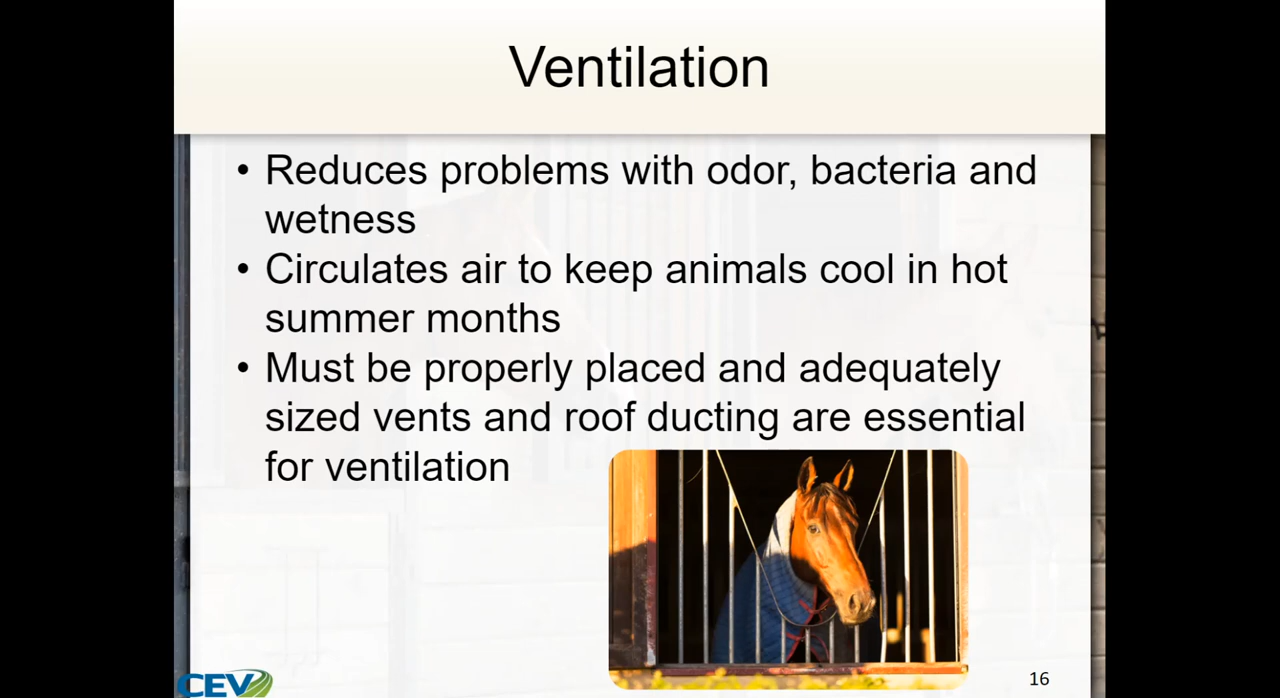 Ventilation
• Reduces problems with odor, bacteria and
wetness
• Circulates air to keep animals cool in hot
summer months
• Must be properly placed and adequately
sized vents and roof ducting are essential
for ventilation
CEV
16